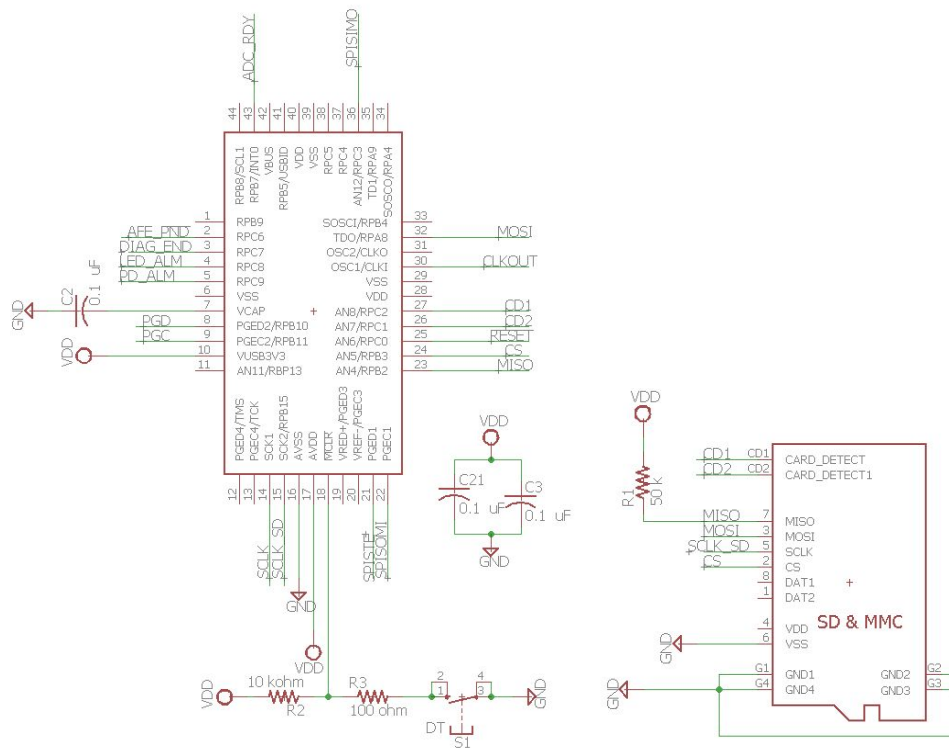 ADC_RDY
SPISIMO
44 43 42 41 40 39 38 37 36 35 34
RPB8/SCL1
RPB7/INT0
VBUS
RPB5/USBID
VDD
VSS
RPC5
RPC4
AN12/RPC3
TD1/RPA9
SOSCO/RPA4
1 RPB9
AFE_PND 2 RPC6
DIAG_END 3 RPC7
LED_ALM 4 RPC8
PD_ALM 5 RPC9
6 VSS
7 VCAP
PGD 8 PGED2/RPB10
PGC 9 PGEC2/RPB11
10 VUSB3V3
11 AN11/RBP13
SOSCI/RPB4 33
TDO/RPA8 32 MOSI
OSC2/CLKO 31
OSC1/CLKI 30 CLKOUT
VSS 29
VDD 28
AN8/RPC2 27 CD1
AN7/RPC1 26 CD2
AN6/RPC0 25 RESET
AN5/RPB3 24 CS
AN4/RPB2 23 MISO
C2
0.1 uF
GND
VDD
PGED4/TMS
PGEC4/TCK
SCK1
SCK2/RPB15
AVSS
AVDD
MCLR
VRED+/PGED3
VREF-/PGEC3
PGED1
PGEC1
12 13 14 15 16 17 18 19 20 21 22
SCLK
SCLK_SD
GND
VDD
SPISTE
SPISOMI
VDD
C21
0.1 uF
C3
0.1 uF
GND
VDD
10 kohm
R2
R3
100 ohm
2 4
1 3
DT
S1
GND
VDD
R1
50 k
CD1 CD1 CARD_DETECT
CD2 CD2 CARD_DETECT1
MISO 7 MISO
MOSI 3 MOSI
SCLK_SD 5 SCLK
CS 2 CS
8 DAT1
1 DAT2
SD & MMC
4 VDD
GND 6 VSS
GND G1 GND1 GND2 G2
G4 GND4 GND3 G3